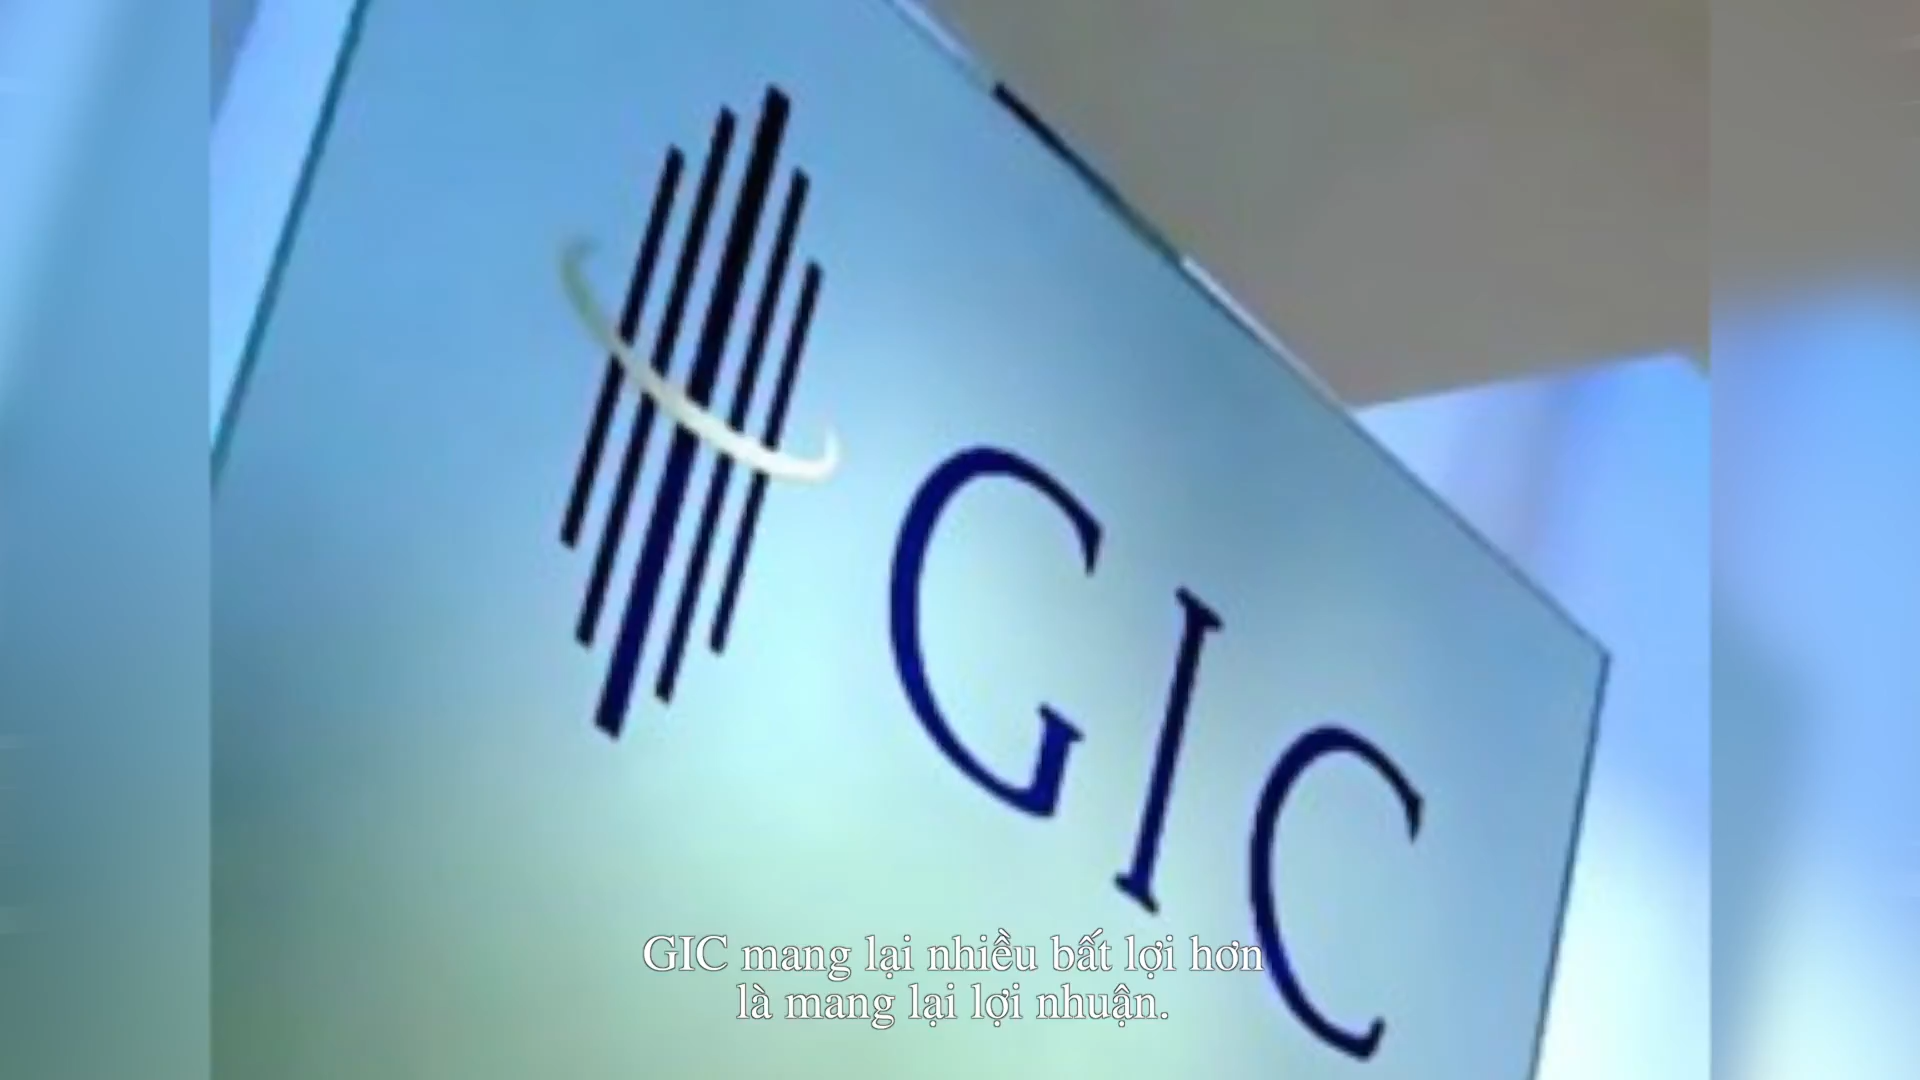 GIC
GIC mang lại nhiều bất lợi hơn
là mang lại lợi nhuận.